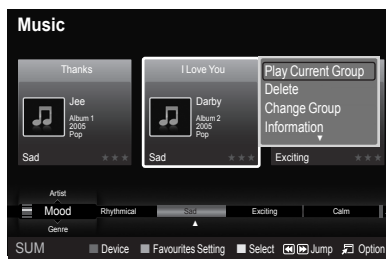 Music
Thanks
I Love You
Play Current Group
Delete
Change Group
Information
Jee
Album 1
2005
Pop
Darby
Album 2
2005
Pop
Sad
Sad
Exciting
Artist
Mood Rhythmical Sad Exciting Calm
Genre
SUM Device Favourites Setting Select Jump Option